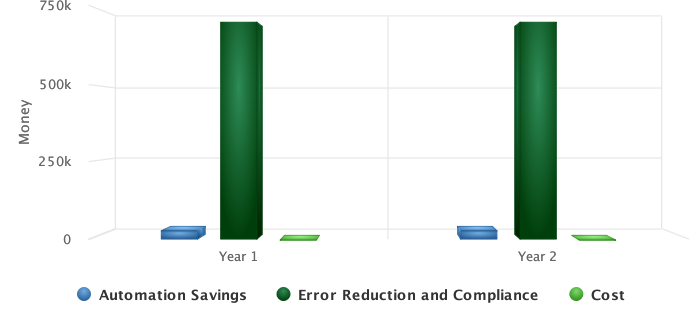 750k
500k
Money
250k
0
Year 1 Year 2
Automation Savings Error Reduction and Compliance Cost